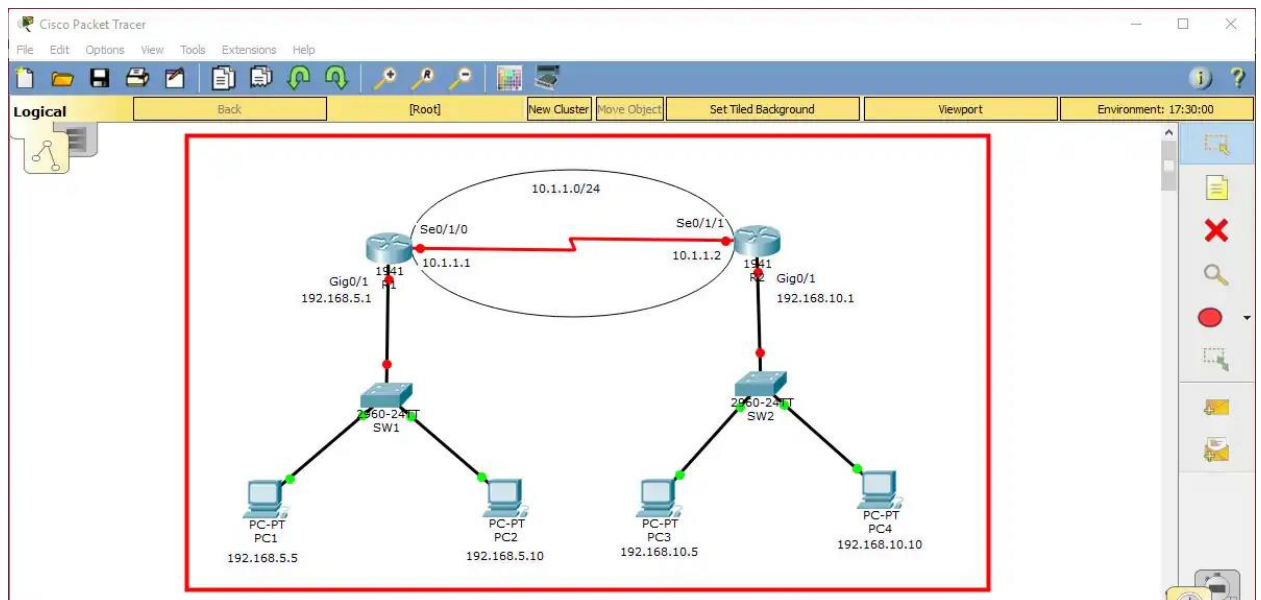 Cisco Packet Tracer
File Edit Options View Tools Extensions Help
Logical Back [Root] New Cluster Move Object Set Tiled Background Viewport Environment: 17:30:00
10.1.1.0/24
Se0/1/0 Se0/1/1
10.1.1.1 10.1.1.2
1941 1941
R1 R2
Gig0/1 Gig0/1
192.168.5.1 192.168.10.1
2960-24TT 2960-24TT
SW1 SW2
PC-PT PC-PT PC-PT PC-PT
PC1 PC2 PC3 PC4
192.168.5.5 192.168.5.10 192.168.10.5 192.168.10.10